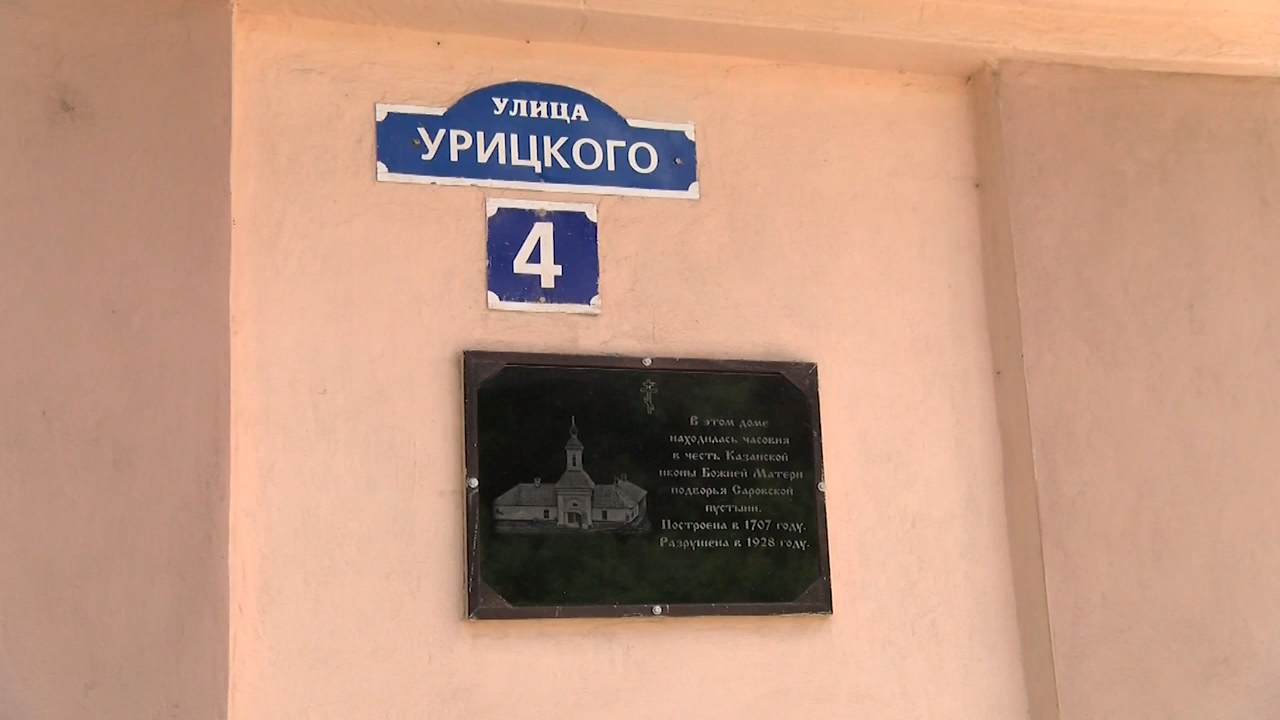 УЛИЦА
УРИЦКОГО
4
В этом доме
находилась часовня
в честь Казанской
иконы Божией Матери
подворья Саровской
пустыни.
Построена в 1707 году.
Разрушена в 1928 году.